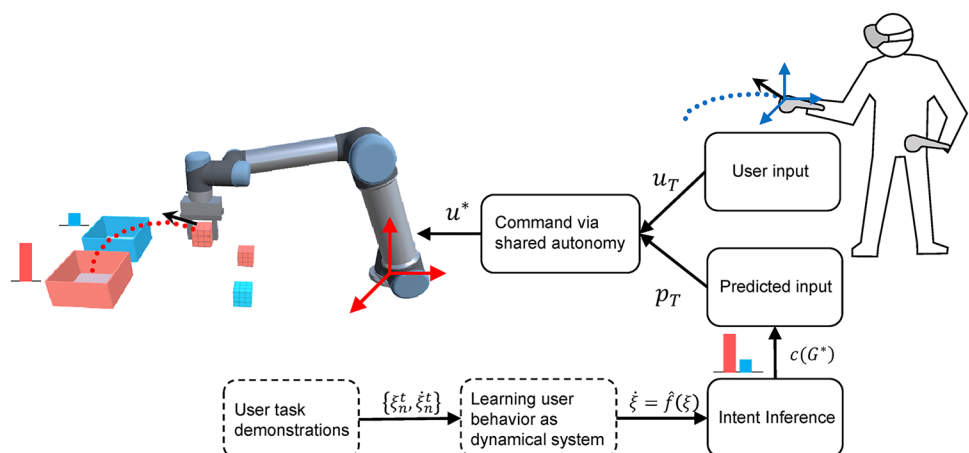 User input
u_T
u*
Command via
shared autonomy
Predicted input
p_T
c(G*)
User task
demonstrations
{ξ_n^t, ξ̇_n^t}
Learning user
behavior as
dynamical system
ξ̇ = f̂(ξ)
Intent Inference